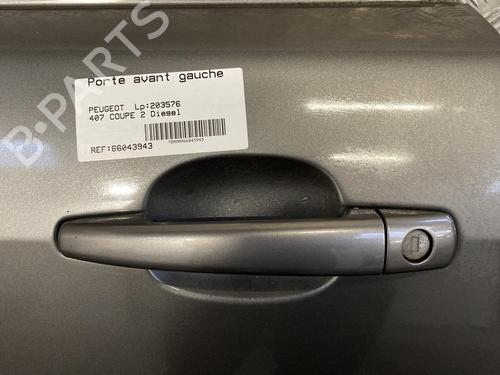 B-PARTS
Porte avant gauche
PEUGEOT Lp:203576
407 COUPE 2 Diesel
REF:66043943